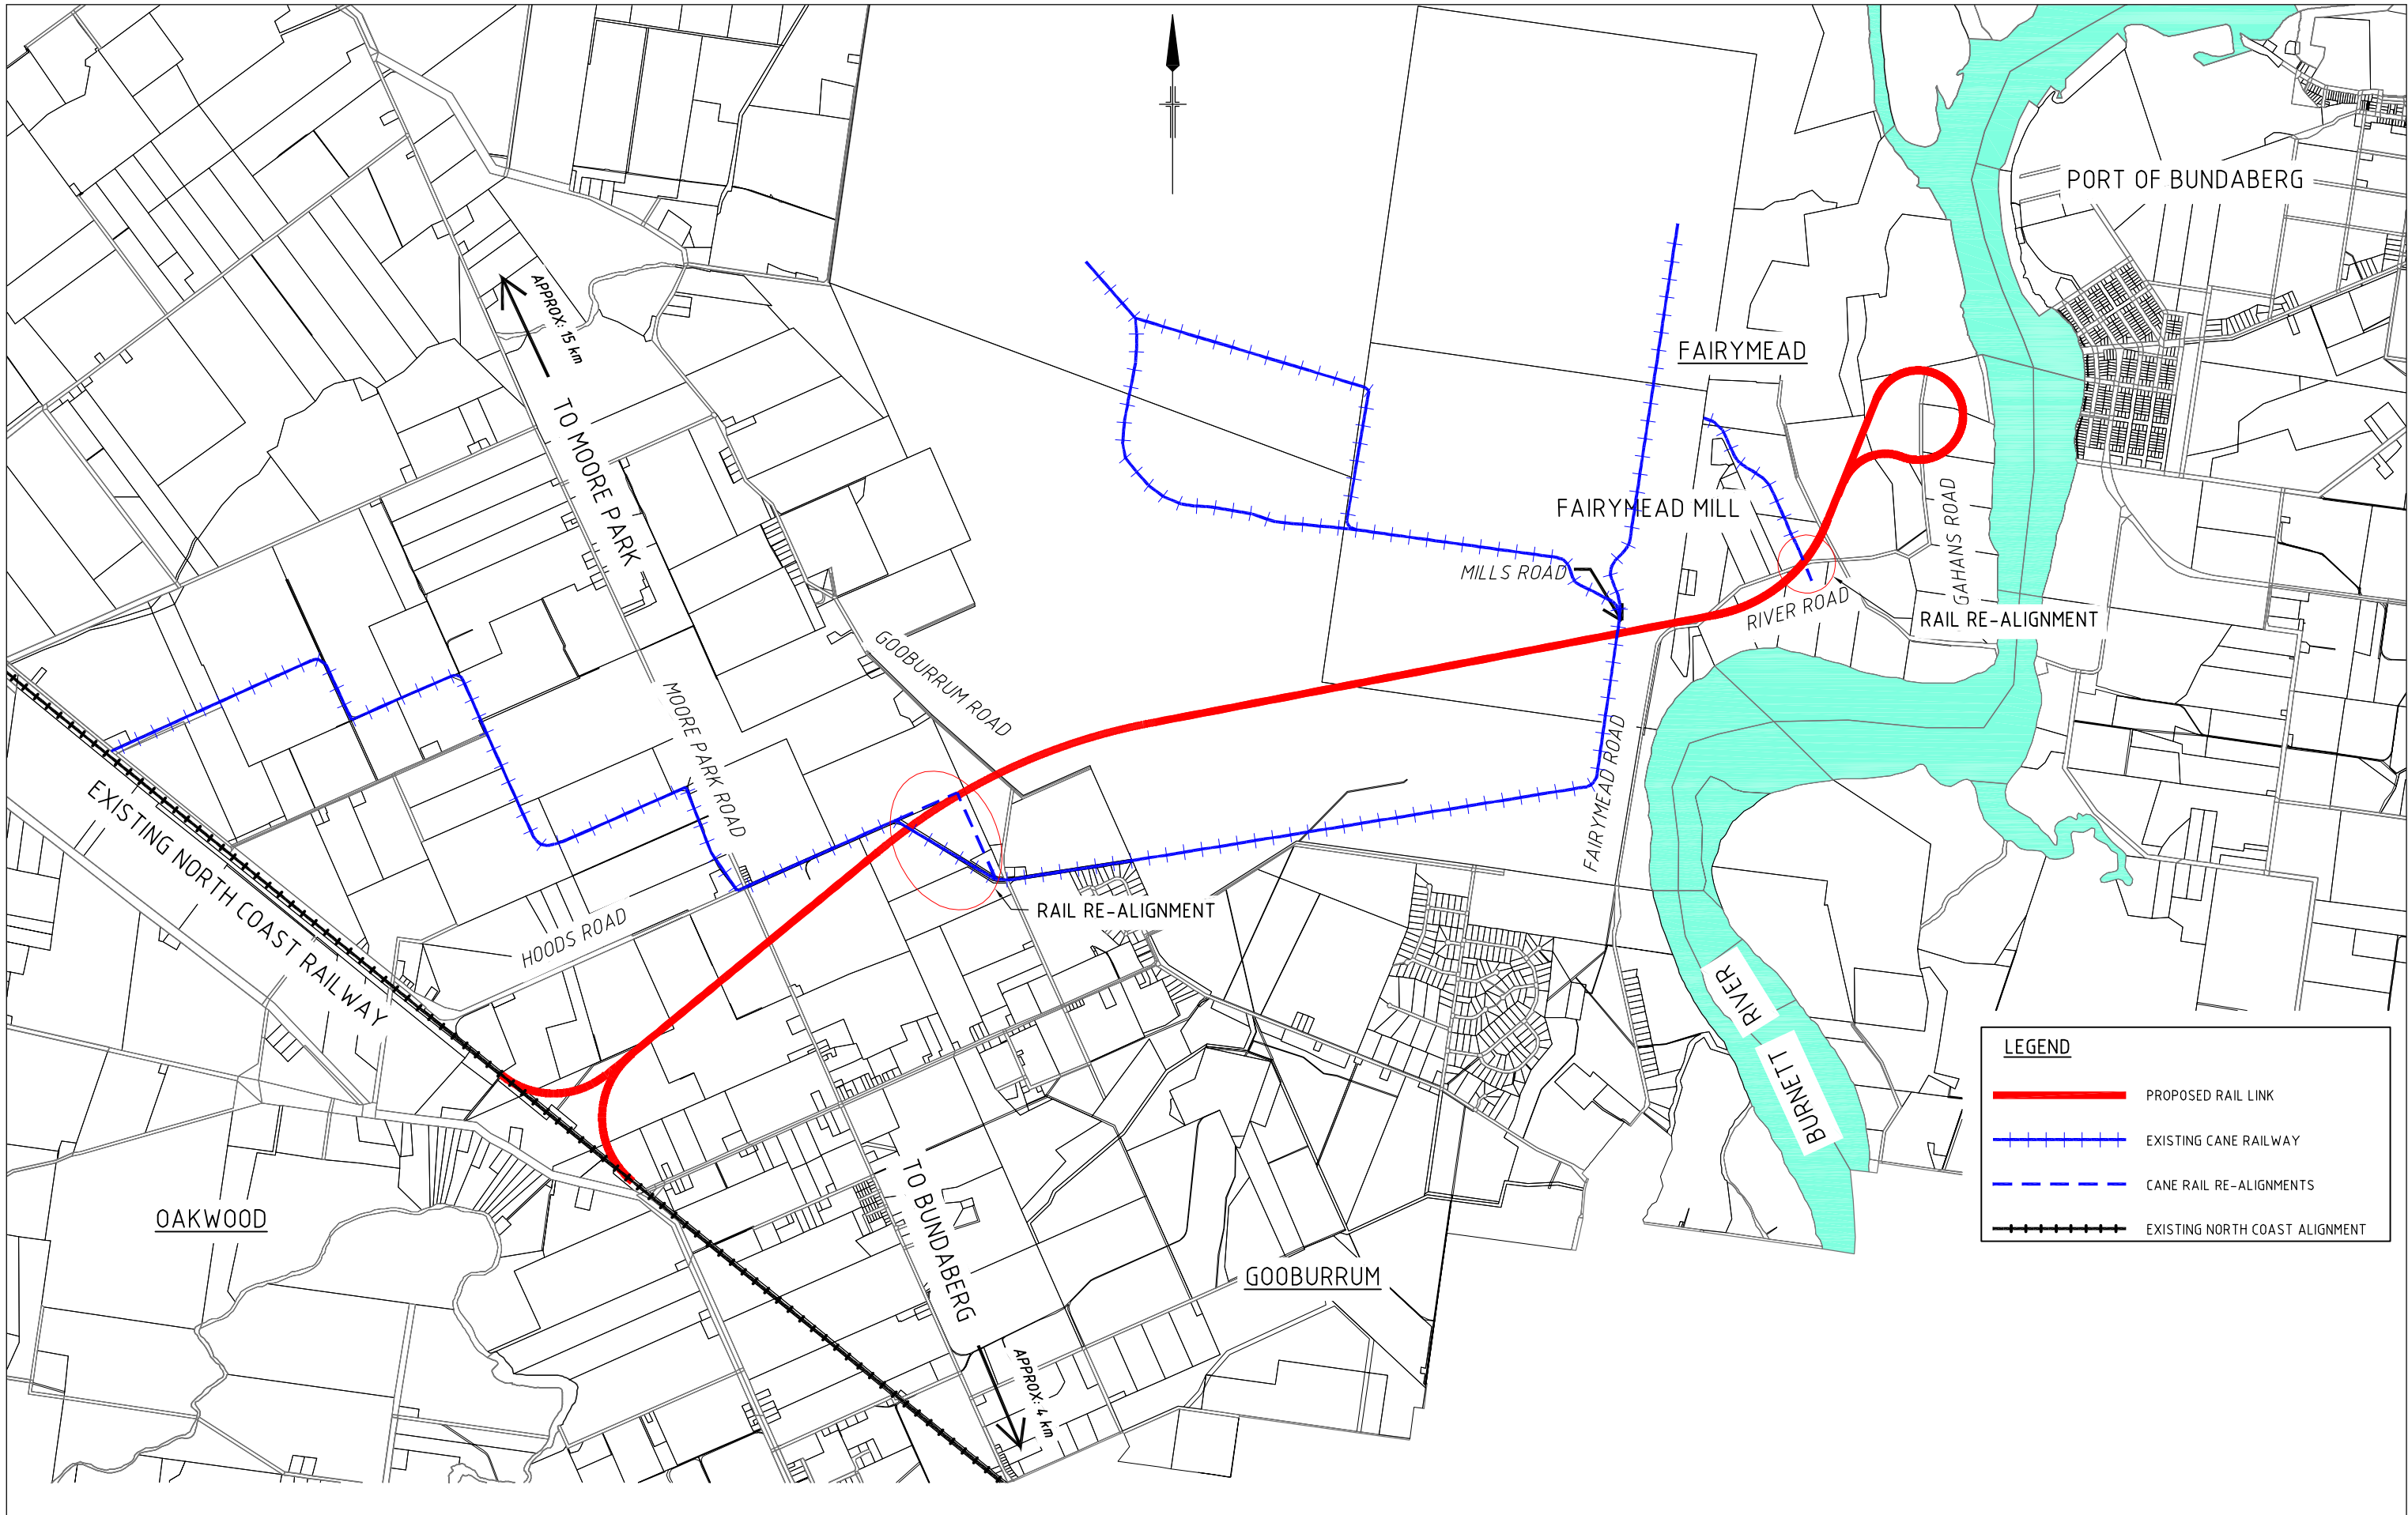 PORT OF BUNDABERG
APPROX: 15 km
TO MOORE PARK
FAIRYMEAD
FAIRYMEAD MILL
MILLS ROAD
GAHANS ROAD
RIVER ROAD
RAIL RE-ALIGNMENT
GOOBURRUM ROAD
MOORE PARK ROAD
FAIRYMEAD ROAD
EXISTING NORTH COAST RAILWAY
HOODS ROAD
RAIL RE-ALIGNMENT
BURNETT RIVER
OAKWOOD
TO BUNDABERG
GOOBURRUM
APPROX: 4 km
LEGEND
PROPOSED RAIL LINK
EXISTING CANE RAILWAY
CANE RAIL RE-ALIGNMENTS
EXISTING NORTH COAST ALIGNMENT